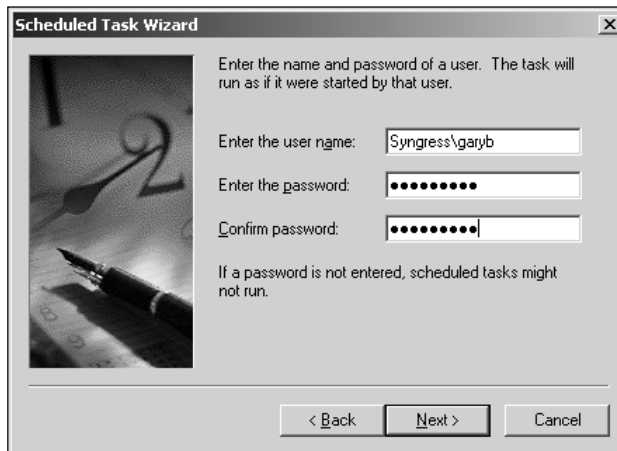 Scheduled Task Wizard
Enter the name and password of a user. The task will
run as if it were started by that user.
Enter the user name: Syngress\garyb
Enter the password: ●●●●●●●●●
Confirm password: ●●●●●●●●●
If a password is not entered, scheduled tasks might
not run.
< Back Next > Cancel